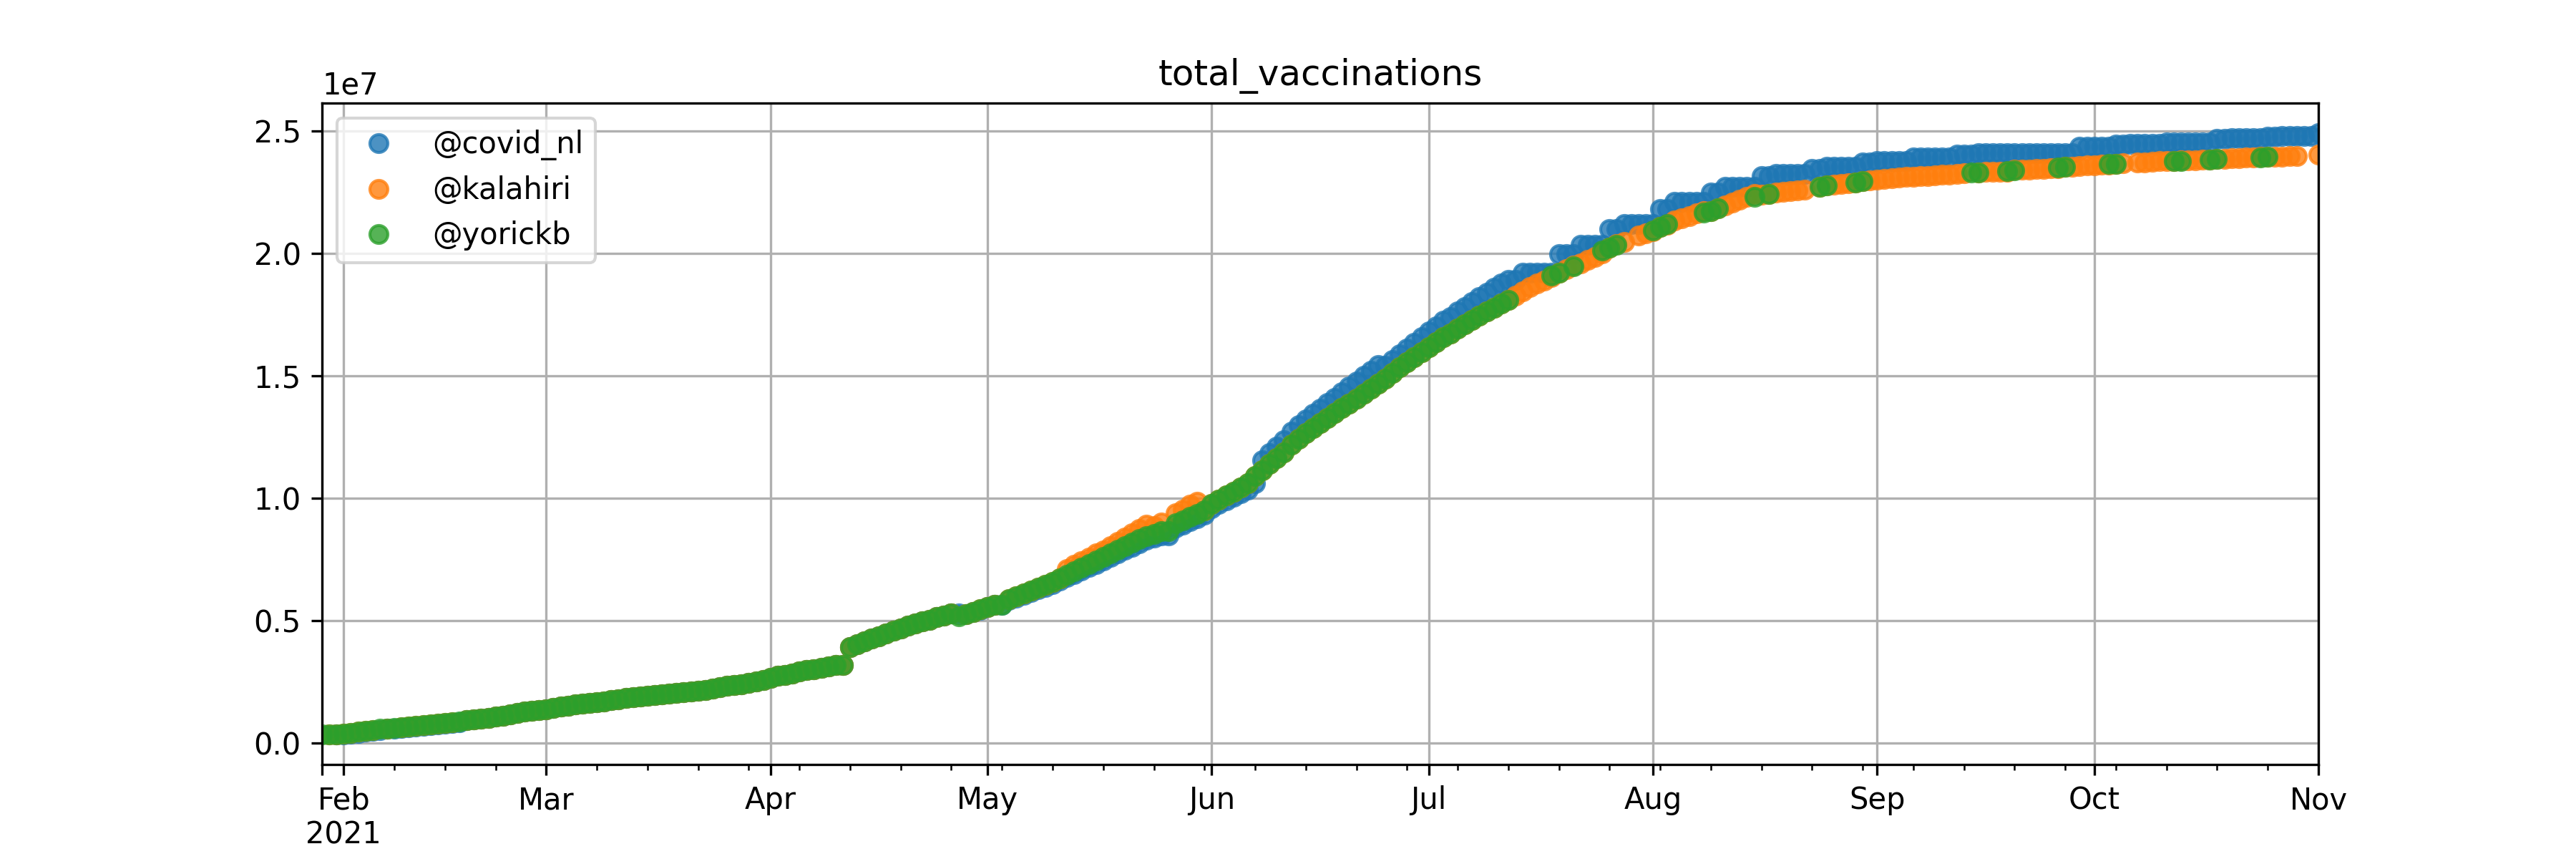 total_vaccinations
1e7
2.5
2.0
1.5
1.0
0.5
0.0
@covid_nl
@kalahiri
@yorickb
Feb Mar Apr May Jun Jul Aug Sep Oct Nov
2021